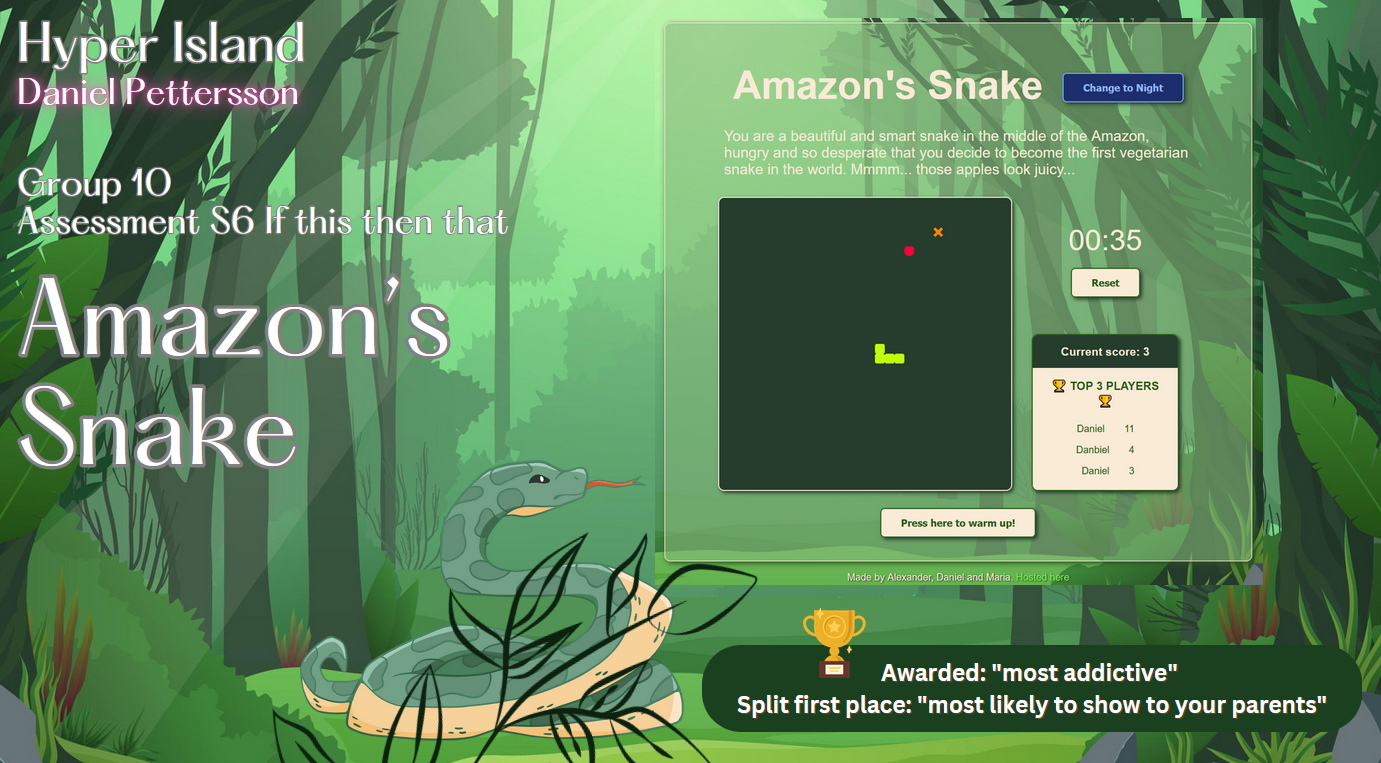 Hyper Island
Daniel Pettersson
Group 10
Assessment S6 If this then that
Amazon's
Snake
Amazon's Snake
Change to Night
You are a beautiful and smart snake in the middle of the Amazon,
hungry and so desperate that you decide to become the first vegetarian
snake in the world. Mmmm... those apples look juicy...
00:35
Reset
Current score: 3
🏆 TOP 3 PLAYERS
🏆
Daniel 11
Danbiel 4
Daniel 3
Press here to warm up!
Made by Alexander, Daniel and Maria. Hosted here
Awarded: "most addictive"
Split first place: "most likely to show to your parents"